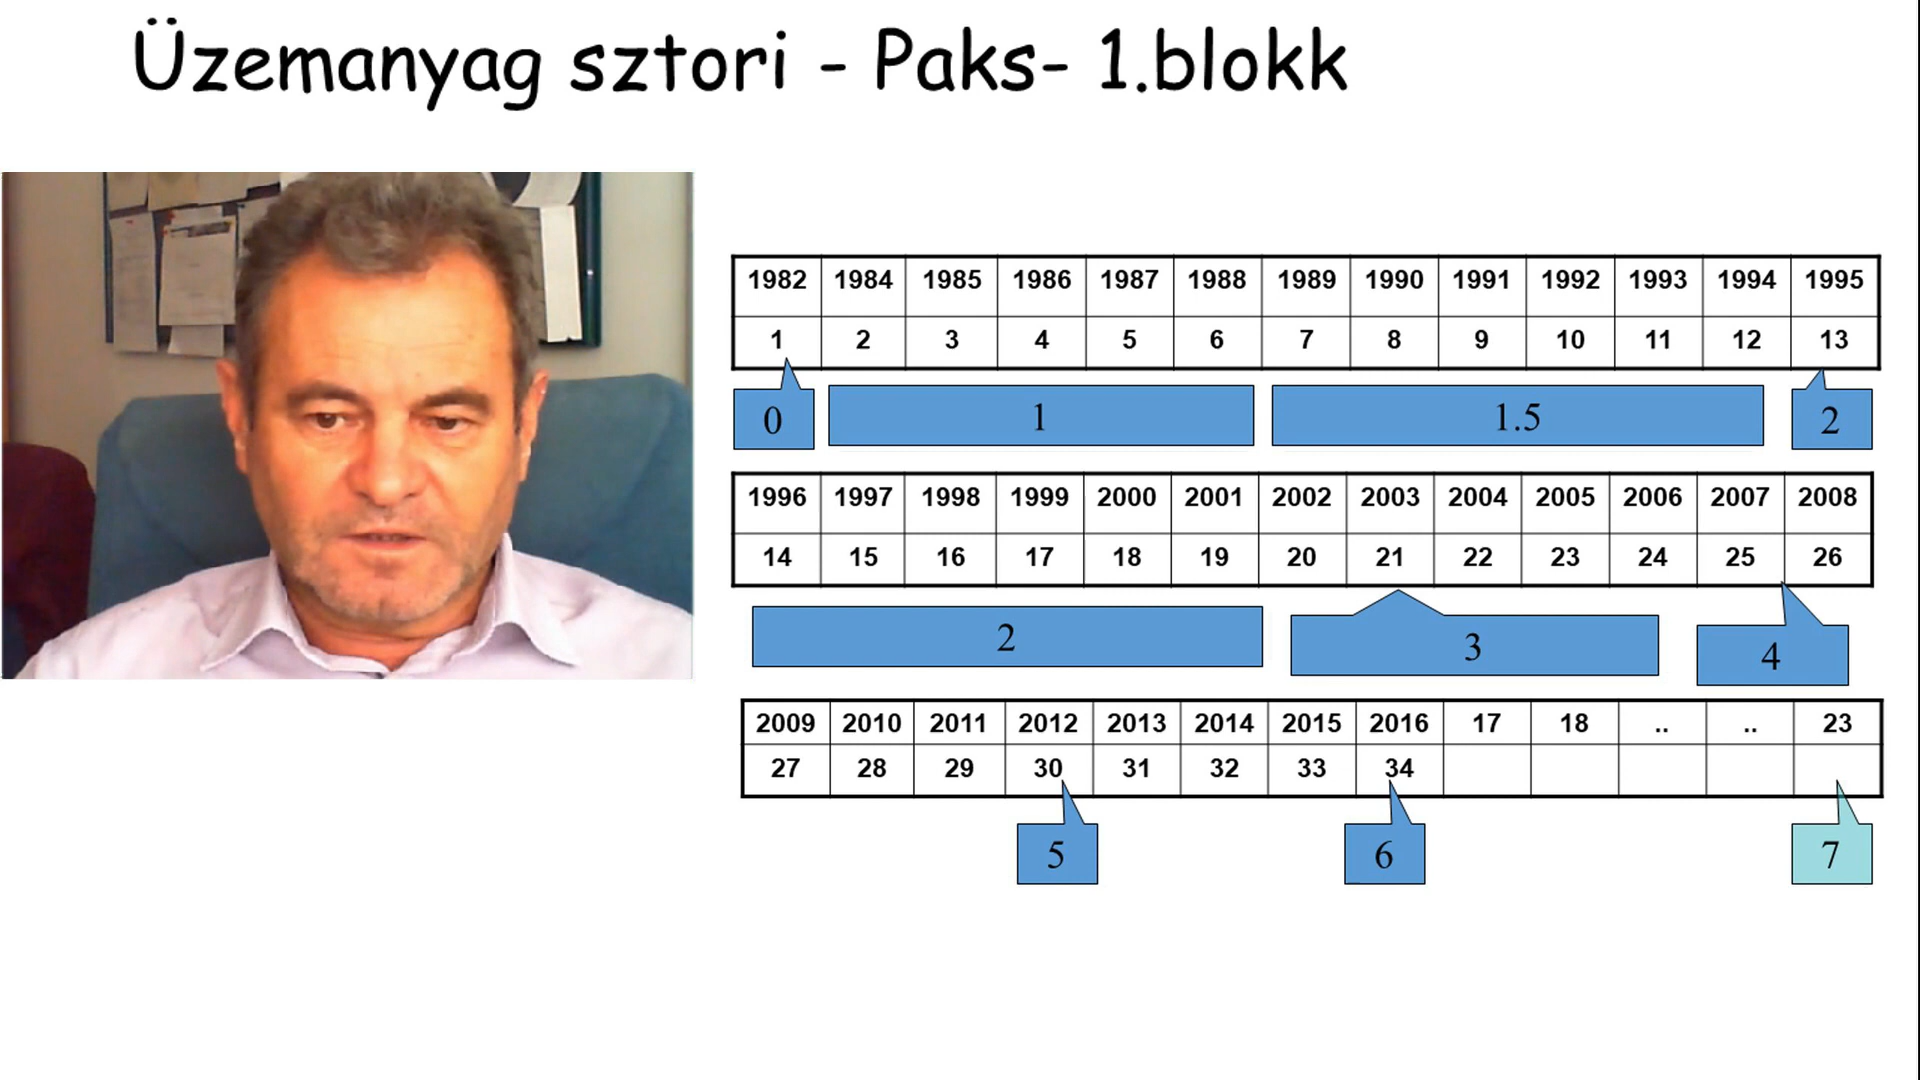 Üzemanyag sztori - Paks- 1.blokk
1982 1984 1985 1986 1987 1988 1989 1990 1991 1992 1993 1994 1995
1 2 3 4 5 6 7 8 9 10 11 12 13
0 1 1.5 2
1996 1997 1998 1999 2000 2001 2002 2003 2004 2005 2006 2007 2008
14 15 16 17 18 19 20 21 22 23 24 25 26
2 3 4
2009 2010 2011 2012 2013 2014 2015 2016 17 18 .. .. 23
27 28 29 30 31 32 33 34
5 6 7